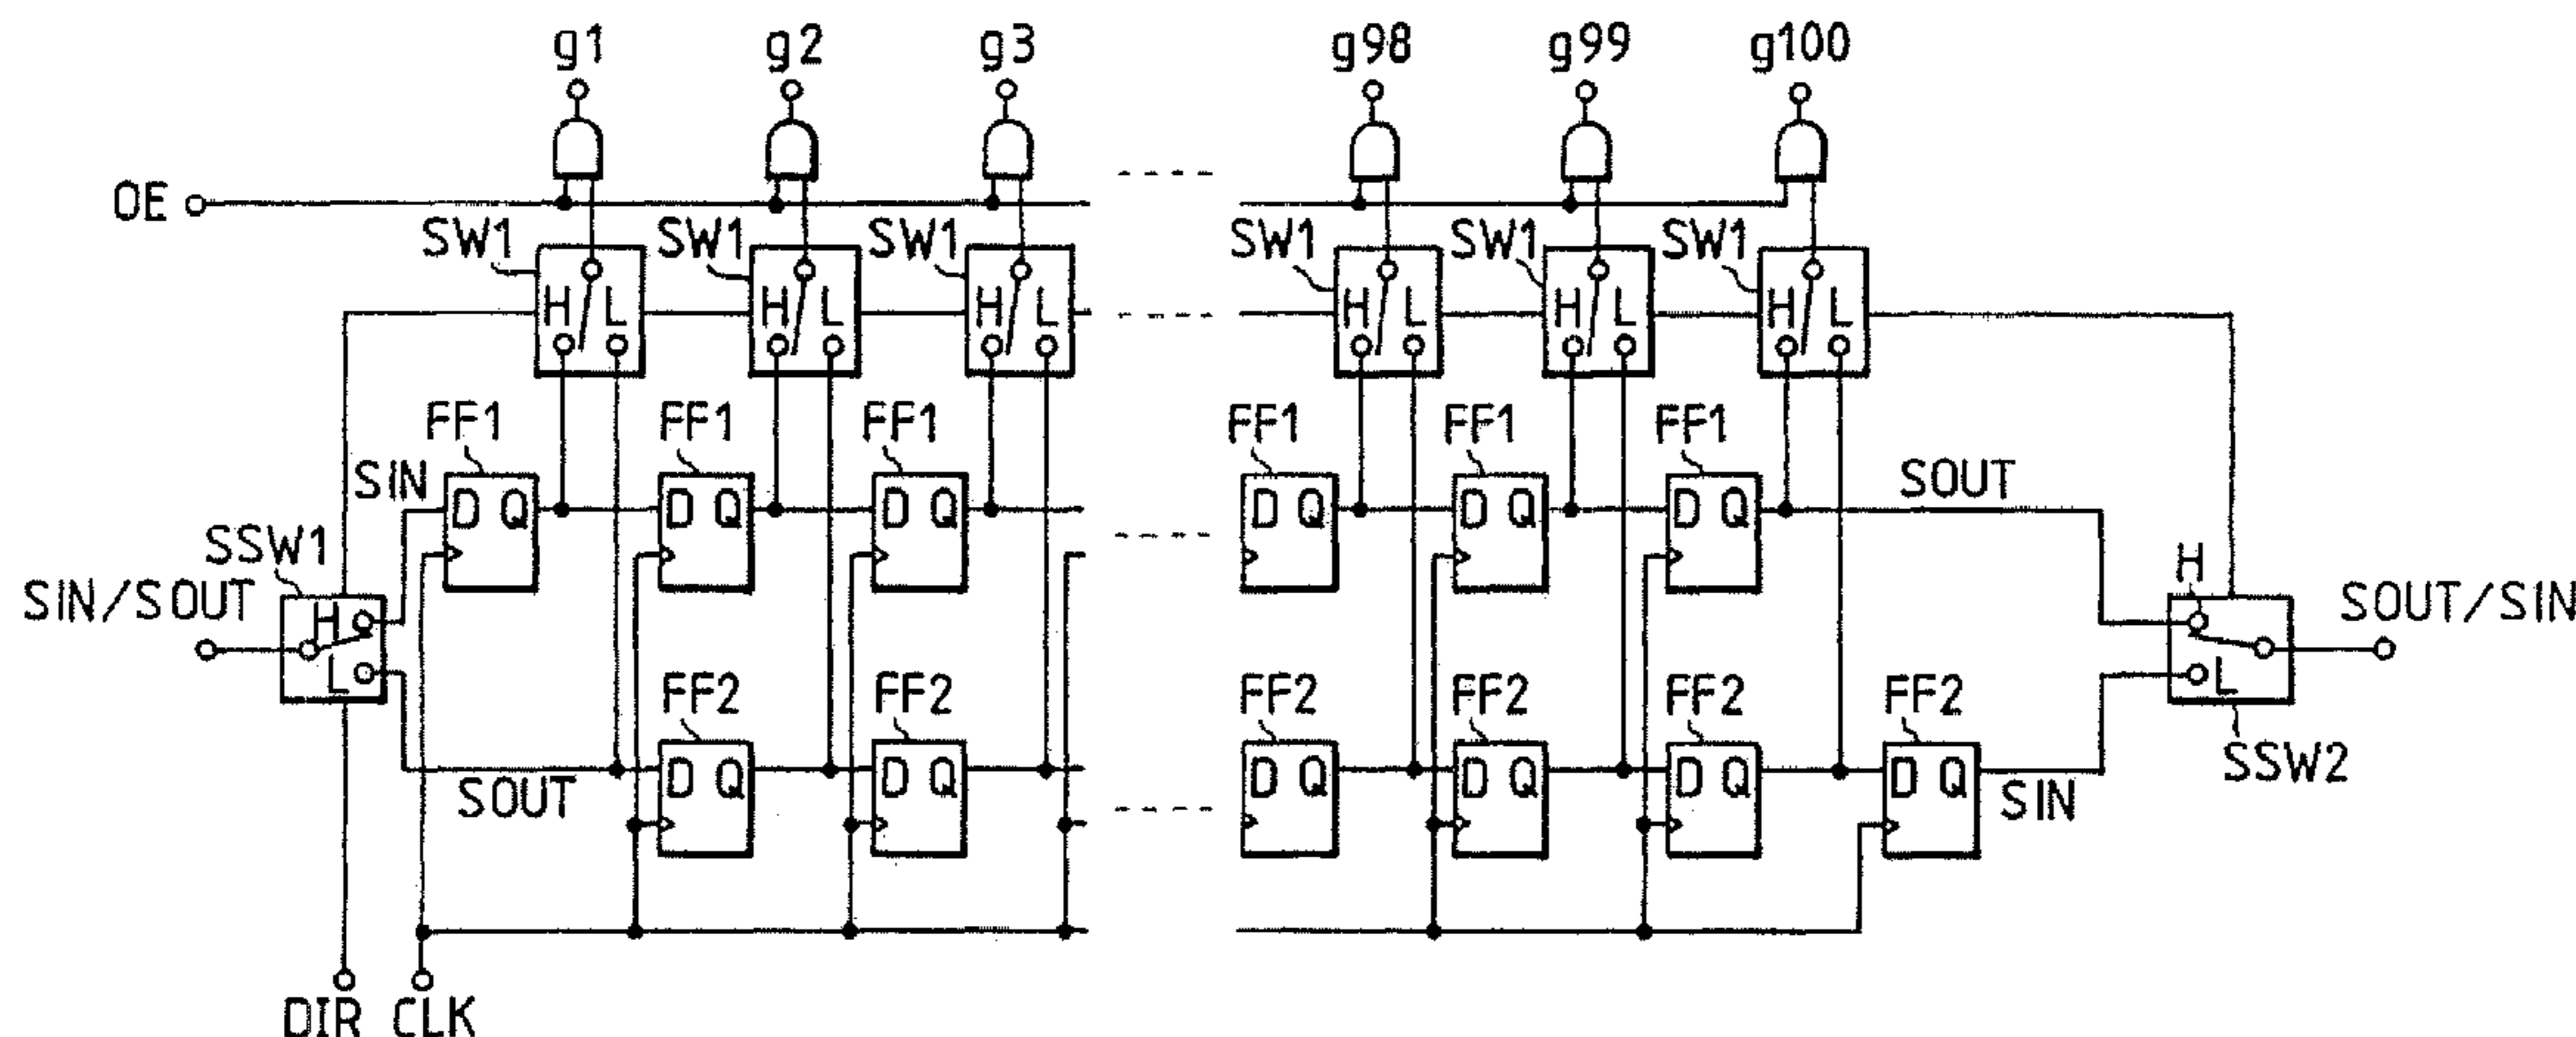 g1 g2 g3 g98 g99 g100
OE
SW1 SW1 SW1 SW1 SW1 SW1
H L H L H L H L H L H L
FF1 FF1 FF1 FF1 FF1 FF1
SIN D Q D Q D Q D Q D Q D Q SOUT
SSW1 H
SIN/SOUT H L SOUT/SIN
L
FF2 FF2 FF2 FF2 FF2 FF2
SSW2
D Q D Q D Q D Q D Q D Q
SOUT SIN
DIR CLK